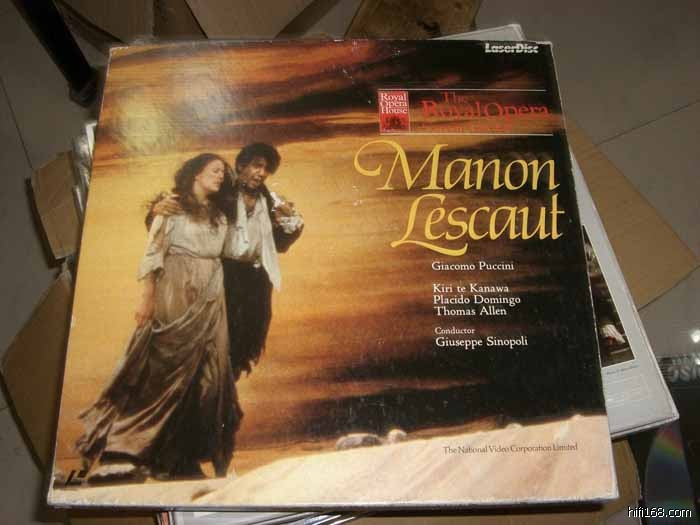 LaserDisc
Royal
Opera
House
The
Royal Opera
Manon
Lescaut
Giacomo Puccini
Kiri te Kanawa
Placido Domingo
Thomas Allen
Conductor
Giuseppe Sinopoli
The National Video Corporation Limited
hifi168.com